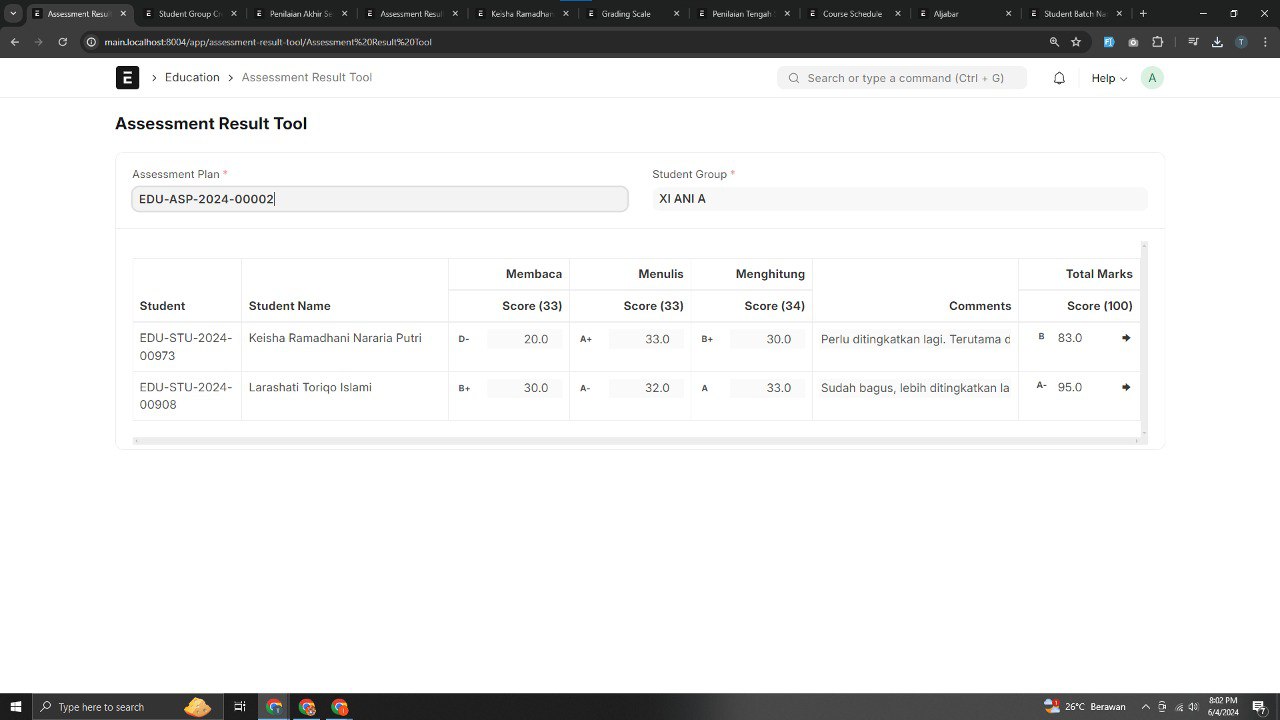 Assessment Result
Student Group C
Penilaian Akhir Se
Assessment Result
Keisha Ramadhan
Grading Scale
Penilaian Tengah
Course Schedule
Aljabar
Student Batch Na
main.localhost:8004/app/assessment-result-tool/Assessment%20Result%20Tool
T
E
Education
Assessment Result Tool
Search or type a command (Ctrl + G)
Help
A
Assessment Result Tool
Assessment Plan *
Student Group *
EDU-ASP-2024-00002
XI ANI A
Membaca
Menulis
Menghitung
Total Marks
Student
Student Name
Score (33)
Score (33)
Score (34)
Comments
Score (100)
EDU-STU-2024-
00973
Keisha Ramadhani Nararia Putri
D-
20.0
A+
33.0
B+
30.0
Perlu ditingkatkan lagi. Terutama d
B
83.0
EDU-STU-2024-
00908
Larashati Toriqo Islami
B+
30.0
A-
32.0
A
33.0
Sudah bagus, lebih ditingkatkan la
A-
95.0
Type here to search
26°C Berawan
8:02 PM
6/4/2024